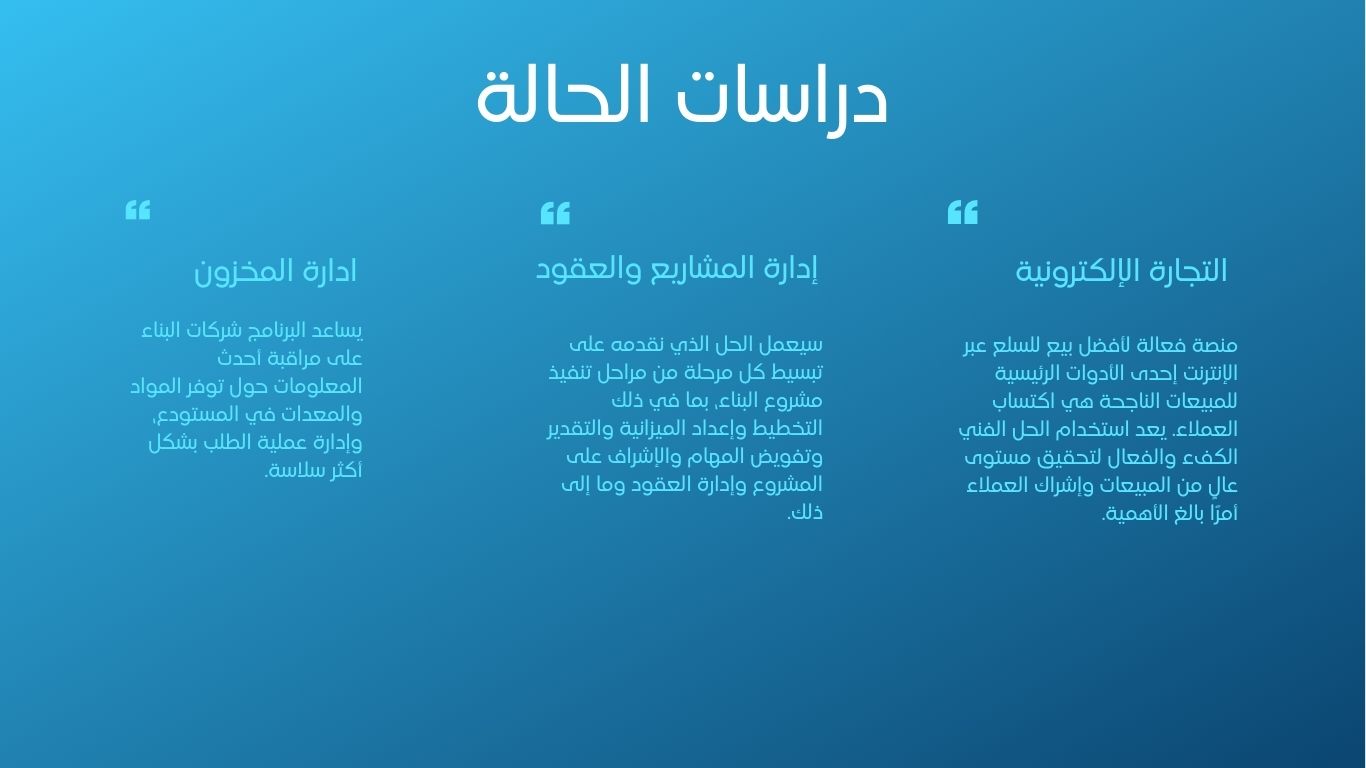 دراسات الحالة
التجارة الإلكترونية
منصة فعالة لأفضل بيع للسلع عبر
الإنترنت إحدى الأدوات الرئيسية
للمبيعات الناجحة هي اكتساب
العملاء. يعد استخدام الحل الفني
الكفء والفعال لتحقيق مستوى
عالٍ من المبيعات وإشراك العملاء
أمرًا بالغ الأهمية.
إدارة المشاريع والعقود
سيعمل الحل الذي نقدمه على
تبسيط كل مرحلة من مراحل تنفيذ
مشروع البناء، بما في ذلك
التخطيط وإعداد الميزانية والتقدير
وتفويض المهام والإشراف على
المشروع وإدارة العقود وما إلى
ذلك.
ادارة المخزون
يساعد البرنامج شركات البناء
على مراقبة أحدث
المعلومات حول توفر المواد
والمعدات في المستودع،
وإدارة عملية الطلب بشكل
أكثر سلاسة.